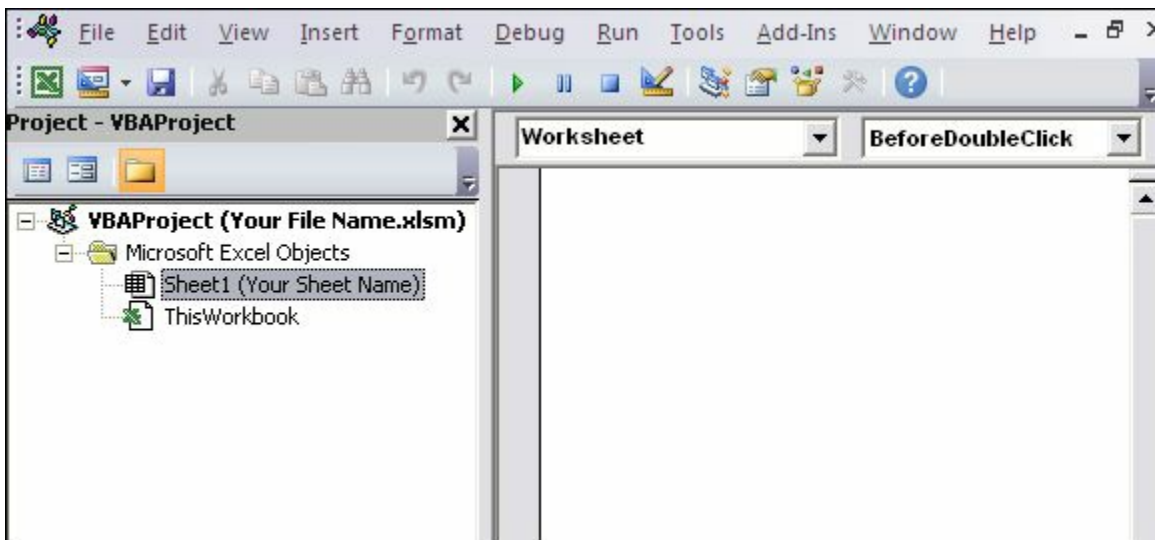 File Edit View Insert Format Debug Run Tools Add-Ins Window Help
Project - VBAProject
Worksheet BeforeDoubleClick
VBAProject (Your File Name.xlsm)
Microsoft Excel Objects
Sheet1 (Your Sheet Name)
ThisWorkbook